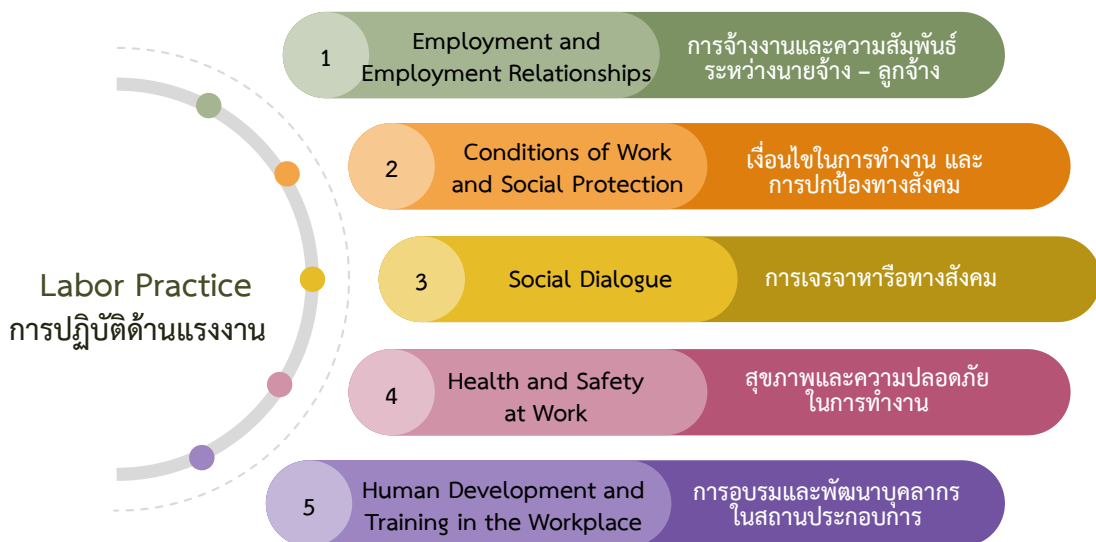 Labor Practice
การปฏิบัติด้านแรงงาน
1
Employment and
Employment Relationships
การจ้างงานและความสัมพันธ์
ระหว่างนายจ้าง – ลูกจ้าง
2
Conditions of Work
and Social Protection
เงื่อนไขในการทำงาน และ
การปกป้องทางสังคม
3
Social Dialogue
การเจรจาหารือทางสังคม
4
Health and Safety
at Work
สุขภาพและความปลอดภัย
ในการทำงาน
5
Human Development and
Training in the Workplace
การอบรมและพัฒนาบุคลากร
ในสถานประกอบการ